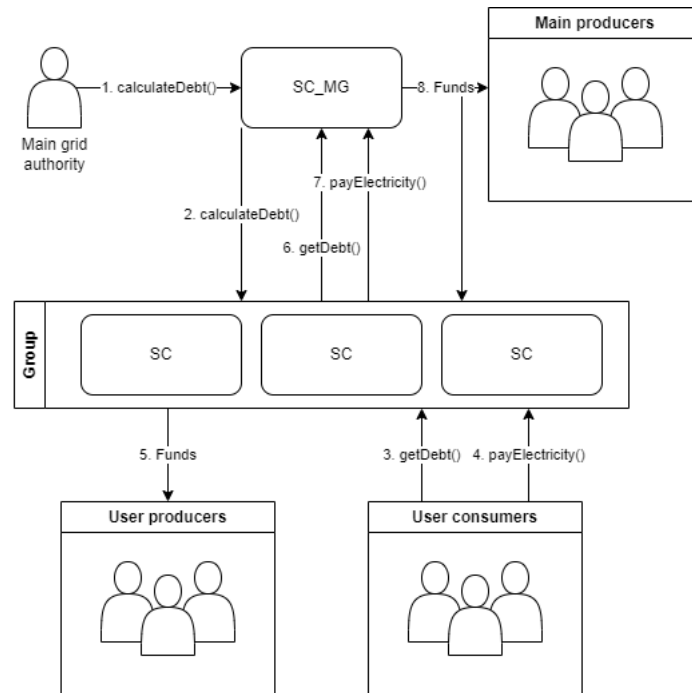 Main producers
1. calculateDebt()
SC_MG
8. Funds
Main grid
authority
7. payElectricity()
2. calculateDebt()
6. getDebt()
Group
SC
SC
SC
5. Funds
3. getDebt()
4. payElectricity()
User producers
User consumers